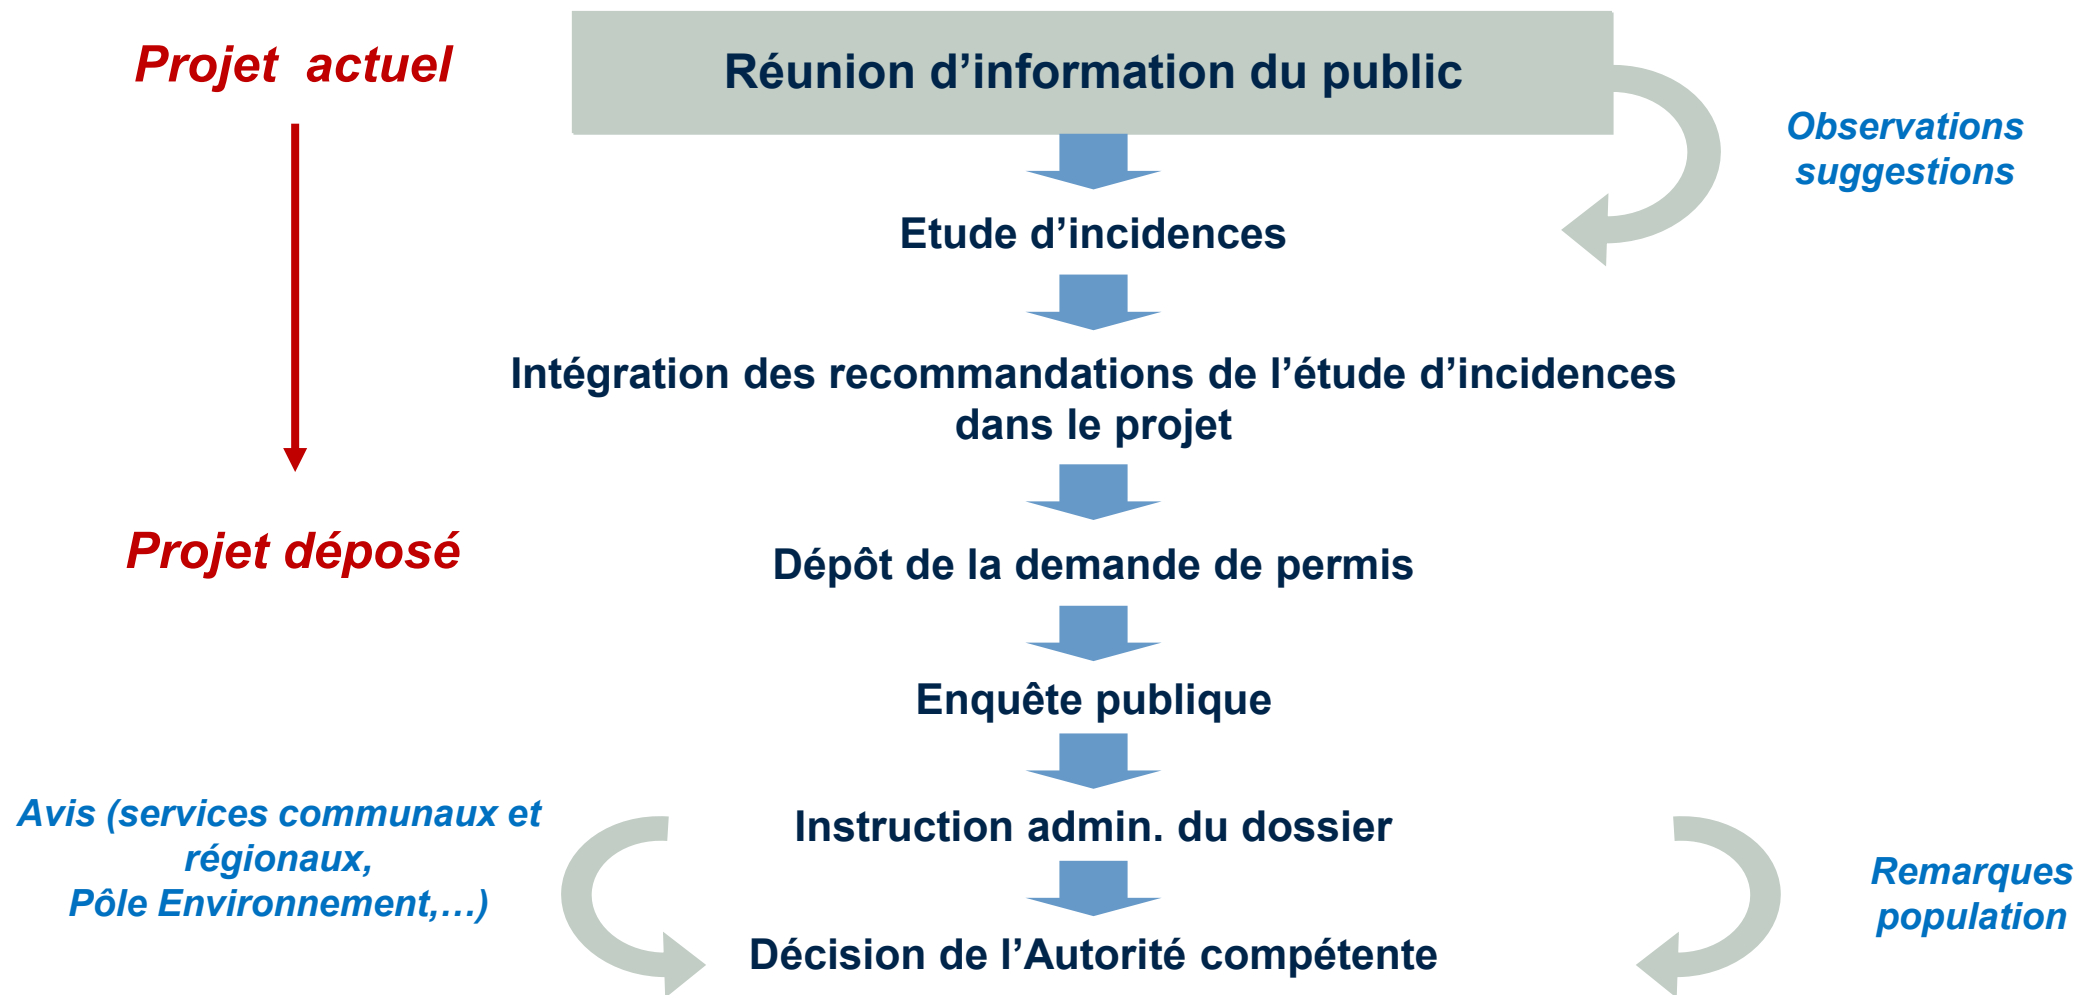 Projet actuel
Réunion d’information du public
Observations
suggestions
Etude d’incidences
Intégration des recommandations de l’étude d’incidences
dans le projet
Projet déposé
Dépôt de la demande de permis
Enquête publique
Avis (services communaux et
régionaux,
Pôle Environnement,…)
Instruction admin. du dossier
Remarques
population
Décision de l’Autorité compétente